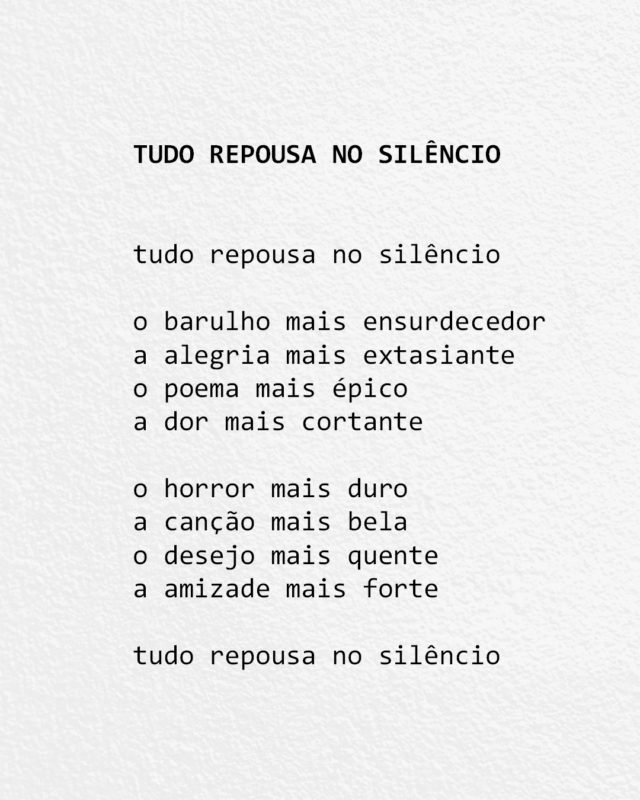 TUDO REPOUSA NO SILÊNCIO
tudo repousa no silêncio
o barulho mais ensurdecedor
a alegria mais extasiante
o poema mais épico
a dor mais cortante
o horror mais duro
a canção mais bela
o desejo mais quente
a amizade mais forte
tudo repousa no silêncio